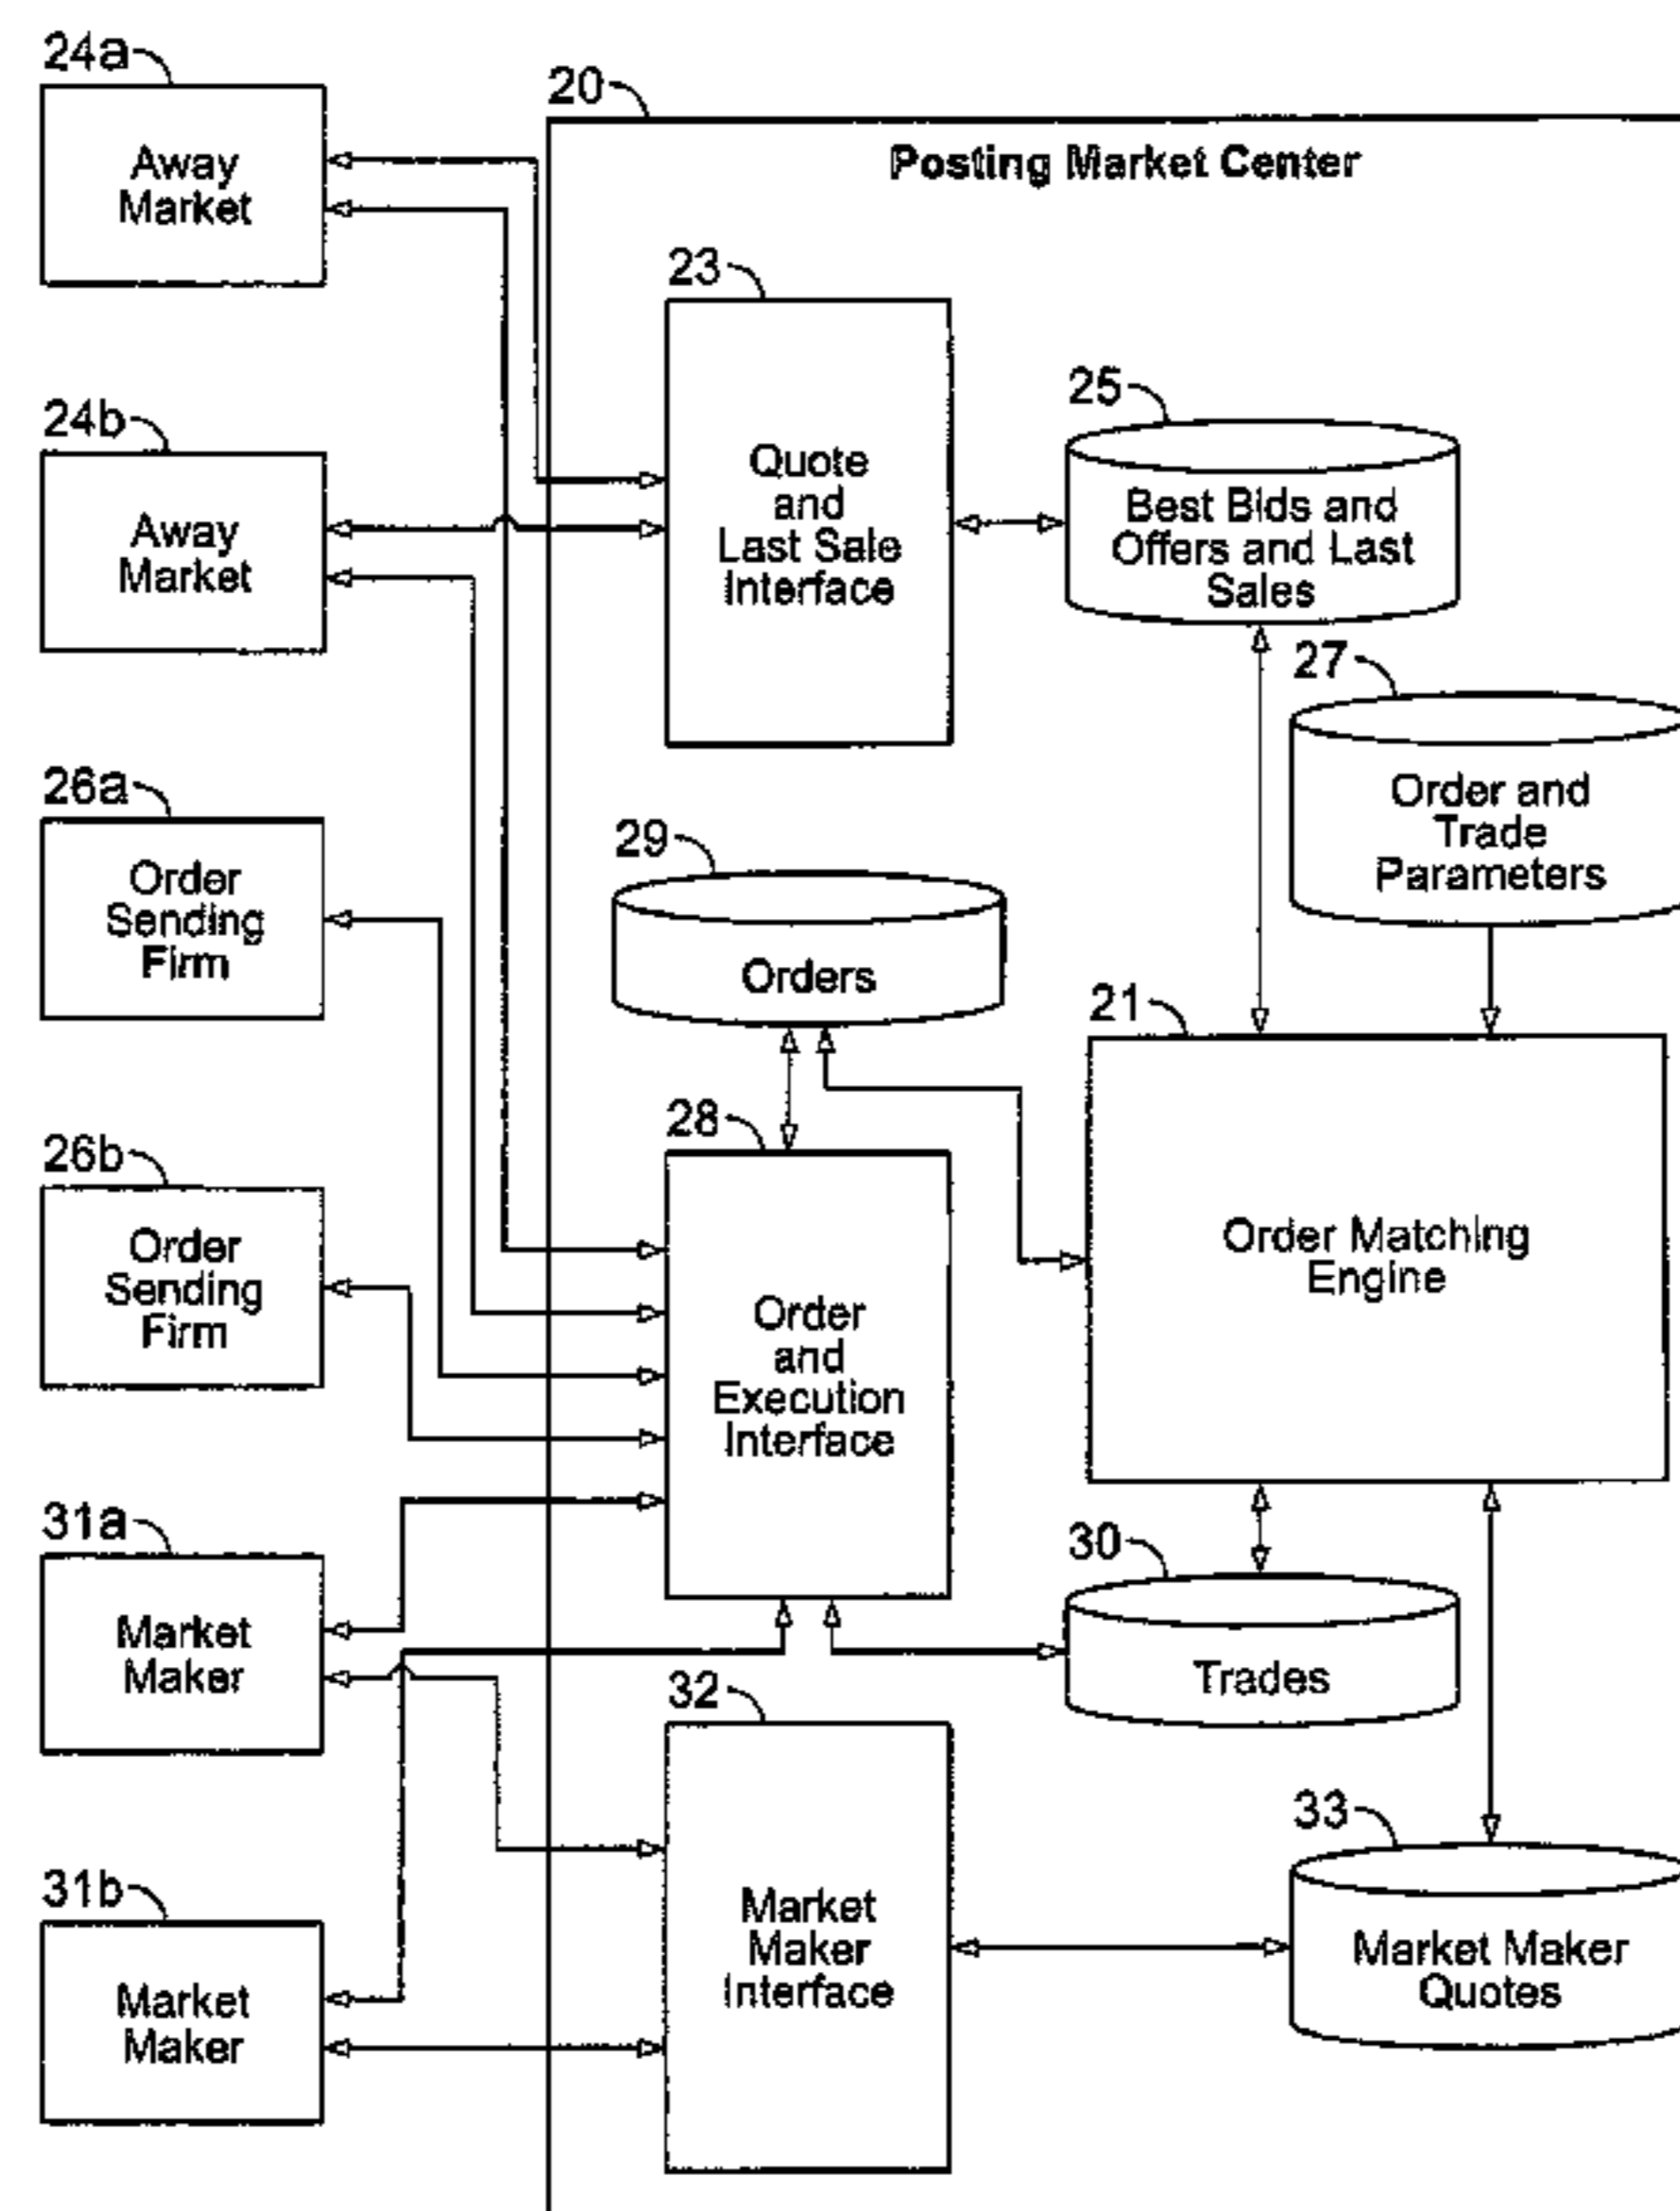 24a
Away
Market
20
Posting Market Center
23
Quote
and
Last Sale
Interface
24b
Away
Market
25
Best Bids and
Offers and Last
Sales
27
Order and
Trade
Parameters
26a
Order
Sending
Firm
29
Orders
21
Order Matching
Engine
28
Order
and
Execution
Interface
26b
Order
Sending
Firm
31a
Market
Maker
30
Trades
32
Market
Maker
Interface
33
Market Maker
Quotes
31b
Market
Maker